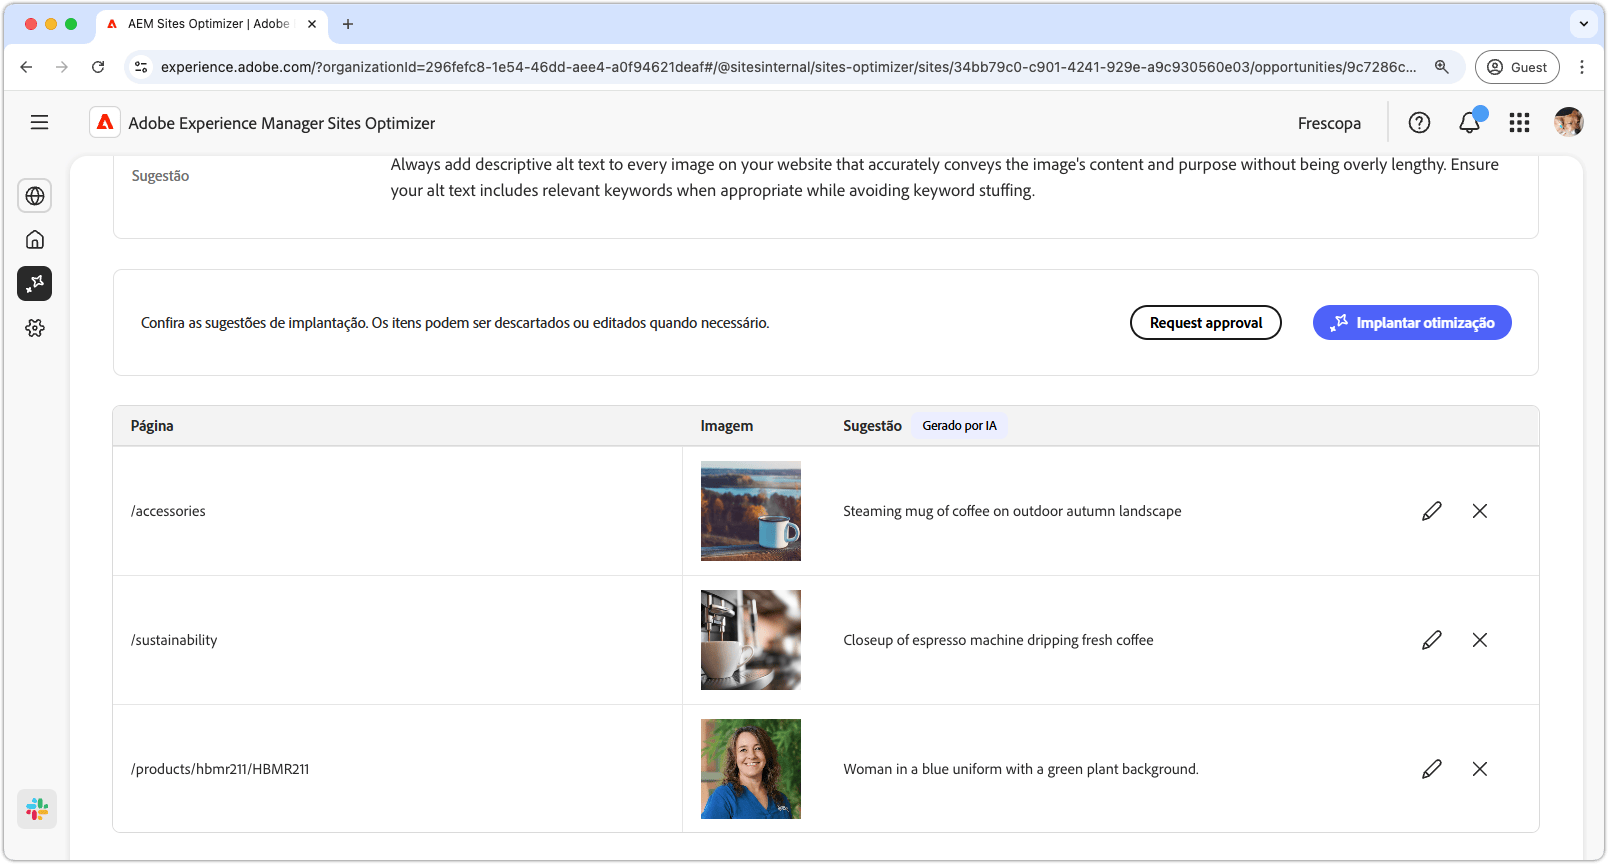 AEM Sites Optimizer | Adobe
experience.adobe.com/?organizationId=296fefc8-1e54-46dd-aee4-a0f94621deaf#/@sitesinternal/sites-optimizer/sites/34bb79c0-c901-4241-929e-a9c930560e03/opportunities/9c7286c...
Guest
Adobe Experience Manager Sites Optimizer
Frescopa
Sugestão
Always add descriptive alt text to every image on your website that accurately conveys the image's content and purpose without being overly lengthy. Ensure
your alt text includes relevant keywords when appropriate while avoiding keyword stuffing.
Confira as sugestões de implantação. Os itens podem ser descartados ou editados quando necessário.
Request approval
Implantar otimização
Página Imagem Sugestão Gerado por IA
/accessories Steaming mug of coffee on outdoor autumn landscape
/sustainability Closeup of espresso machine dripping fresh coffee
/products/hbmr211/HBMR211 Woman in a blue uniform with a green plant background.